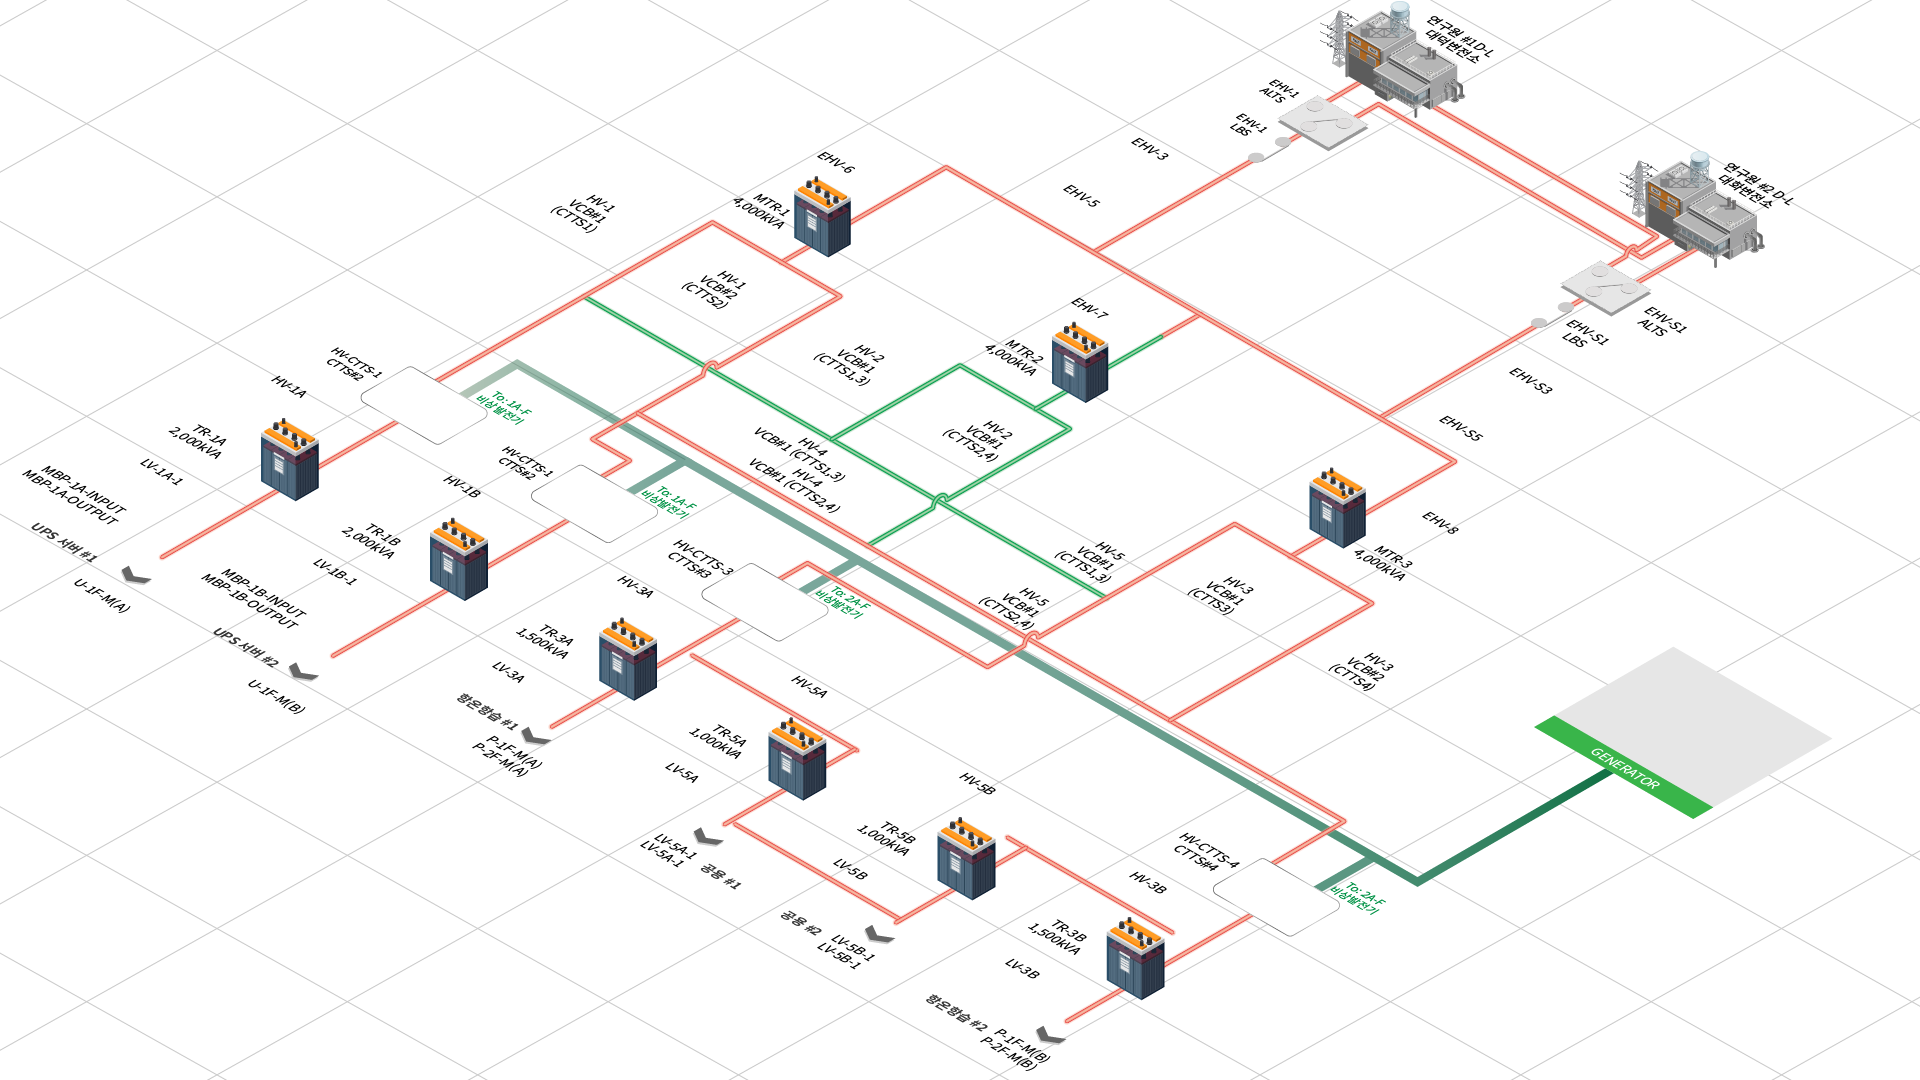 연구원 #1 D-L
대덕변전소
EHV-1
ALTS
EHV-1
LBS
EHV-3
EHV-5
연구원 #2 D-L
대화변전소
EHV-S1
ALTS
EHV-S1
LBS
EHV-S3
EHV-S5
EHV-6
MTR-1
4,000kVA
HV-1
VCB#1
(CTTS1)
HV-1
VCB#2
(CTTS2)
EHV-7
MTR-2
4,000kVA
HV-2
VCB#1
(CTTS1,3)
HV-2
VCB#1
(CTTS2,4)
HV-4
VCB#1 (CTTS1,3)
HV-4
VCB#1 (CTTS2,4)
EHV-8
MTR-3
4,000kVA
HV-5
VCB#1
(CTTS1,3)
HV-5
VCB#1
(CTTS2,4)
HV-3
VCB#1
(CTTS3)
HV-3
VCB#2
(CTTS4)
HV-CTTS-1
CTTS#2
To: 1A-F
비상발전기
HV-1A
TR-1A
2,000kVA
LV-1A-1
MBP-1A-INPUT
MBP-1A-OUTPUT
UPS 서버 #1
U-1F-M(A)
HV-CTTS-1
CTTS#2
To: 1A-F
비상발전기
HV-1B
TR-1B
2,000kVA
LV-1B-1
MBP-1B-INPUT
MBP-1B-OUTPUT
UPS 서버 #2
U-1F-M(B)
HV-CTTS-3
CTTS#3
To: 2A-F
비상발전기
HV-3A
TR-3A
1,500kVA
LV-3A
항온항습 #1
P-1F-M(A)
P-2F-M(A)
HV-5A
TR-5A
1,000kVA
LV-5A
LV-5A-1
LV-5A-1
공용 #1
HV-5B
TR-5B
1,000kVA
LV-5B
공용 #2
LV-5B-1
LV-5B-1
HV-CTTS-4
CTTS#4
To: 2A-F
비상발전기
HV-3B
TR-3B
1,500kVA
LV-3B
항온항습 #2
P-1F-M(B)
P-2F-M(B)
GENERATOR